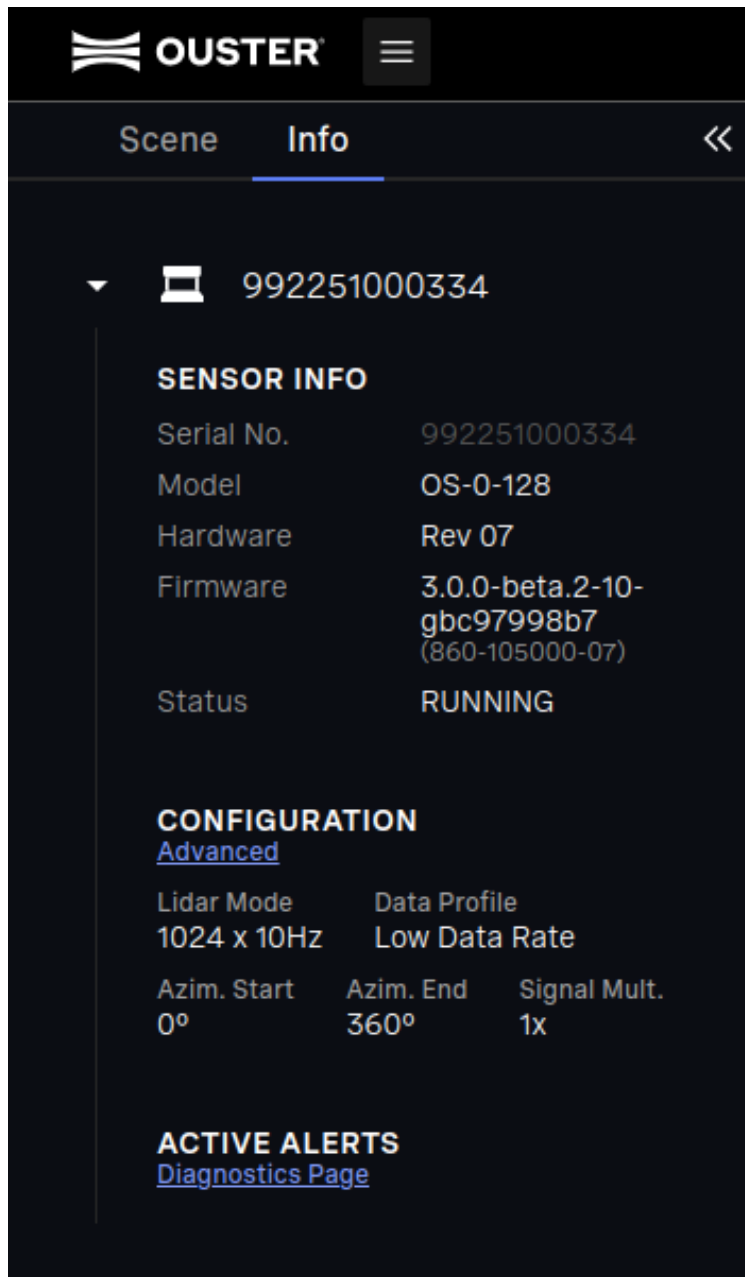 OUSTER
Scene Info
992251000334
SENSOR INFO
Serial No. 992251000334
Model OS-0-128
Hardware Rev 07
Firmware 3.0.0-beta.2-10-
gbc97998b7
(860-105000-07)
Status RUNNING
CONFIGURATION
Advanced
Lidar Mode Data Profile
1024 x 10Hz Low Data Rate
Azim. Start Azim. End Signal Mult.
0º 360º 1x
ACTIVE ALERTS
Diagnostics Page